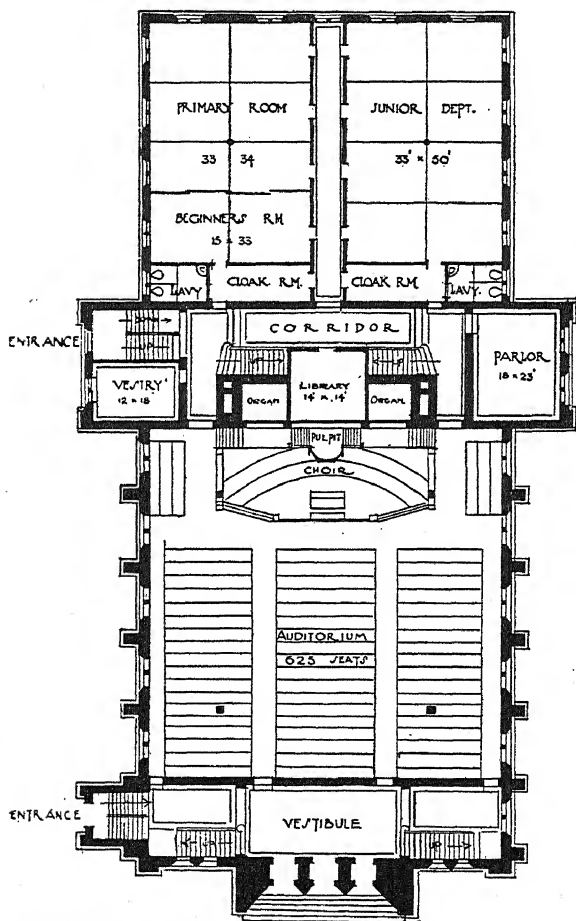 PRIMARY ROOM
33 34
JUNIOR DEPT.
33' × 50'
BEGINNERS RM
15 × 33
LAVY
CLOAK RM.
CLOAK RM
LAVY.
CORRIDOR
ENTRANCE
PARLOR
18 × 23'
VESTRY
12 × 18
LIBRARY
14' × 14'
ORGAN
ORGAN
PULPIT
CHOIR
AUDITORIUM
625 SEATS
ENTRANCE
VESTIBULE